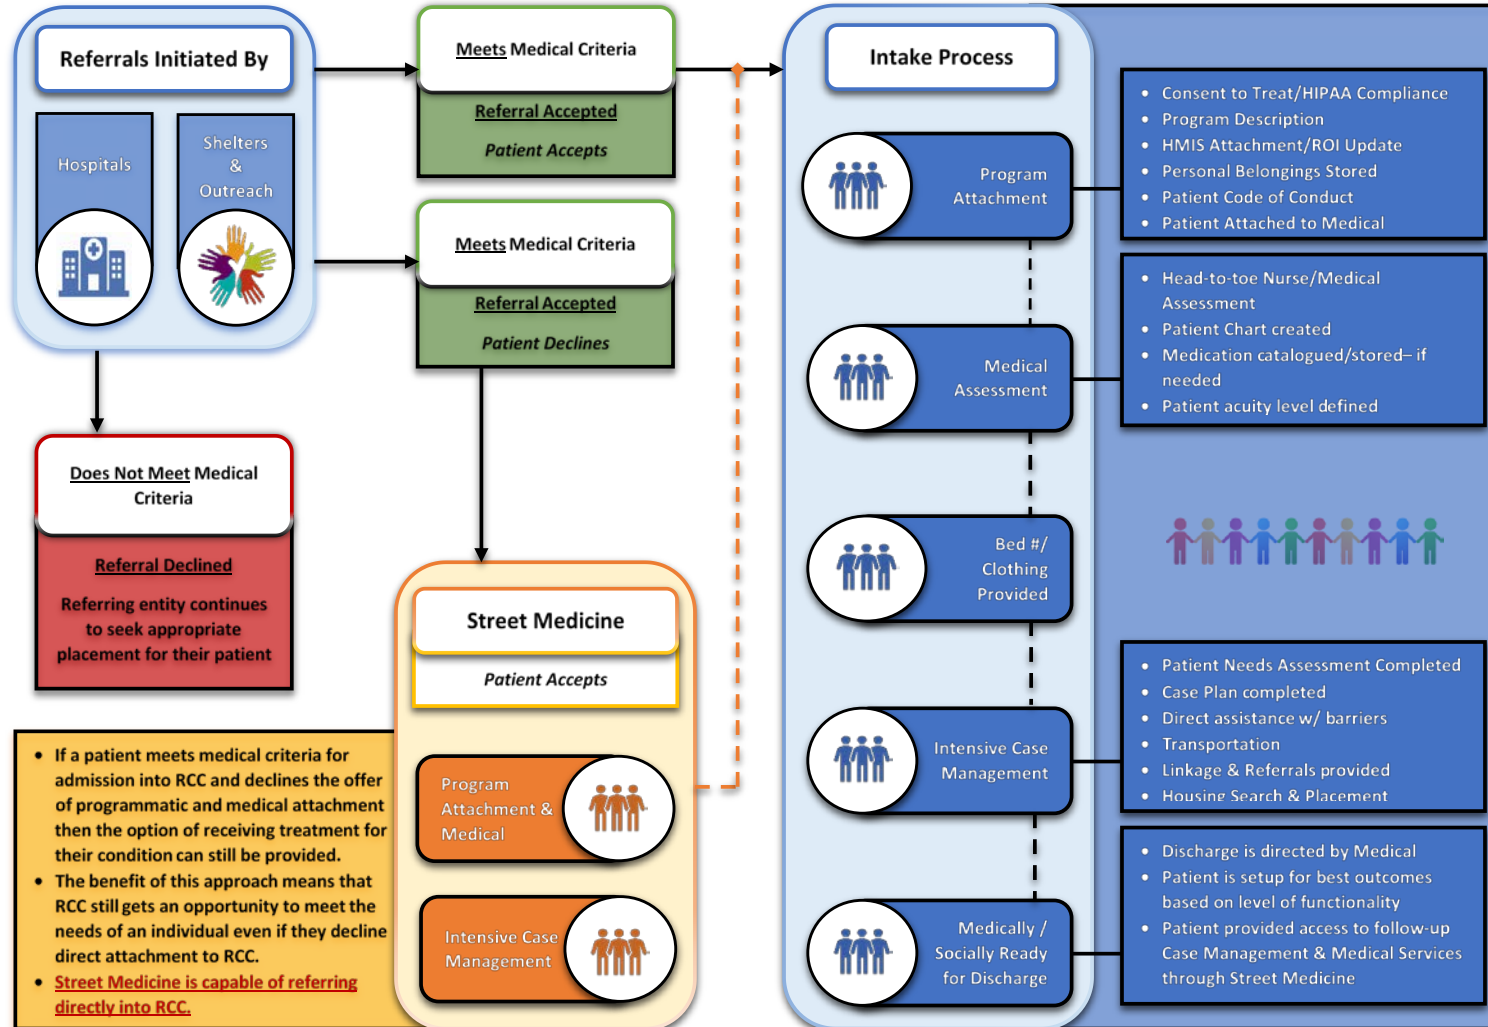 Referrals Initiated By
Hospitals
Shelters
&
Outreach
Meets Medical Criteria
Referral Accepted
Patient Accepts
Meets Medical Criteria
Referral Accepted
Patient Declines
Does Not Meet Medical
Criteria
Referral Declined
Referring entity continues
to seek appropriate
placement for their patient
Street Medicine
Patient Accepts
Program
Attachment &
Medical
Intensive Case
Management
• If a patient meets medical criteria for
admission into RCC and declines the offer
of programmatic and medical attachment
then the option of receiving treatment for
their condition can still be provided.
• The benefit of this approach means that
RCC still gets an opportunity to meet the
needs of an individual even if they decline
direct attachment to RCC.
• Street Medicine is capable of referring
directly into RCC.
Intake Process
Program
Attachment
• Consent to Treat/HIPAA Compliance
• Program Description
• HMIS Attachment/ROI Update
• Personal Belongings Stored
• Patient Code of Conduct
• Patient Attached to Medical
Medical
Assessment
• Head-to-toe Nurse/Medical
Assessment
• Patient Chart created
• Medication catalogued/stored– if
needed
• Patient acuity level defined
Bed #/
Clothing
Provided
Intensive Case
Management
• Patient Needs Assessment Completed
• Case Plan completed
• Direct assistance w/ barriers
• Transportation
• Linkage & Referrals provided
• Housing Search & Placement
Medically /
Socially Ready
for Discharge
• Discharge is directed by Medical
• Patient is setup for best outcomes
based on level of functionality
• Patient provided access to follow-up
Case Management & Medical Services
through Street Medicine